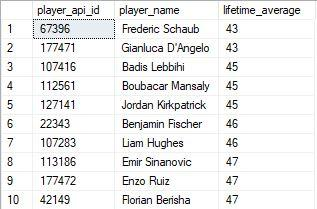 player_api_id player_name lifetime_average
1 67396 Frederic Schaub 43
2 177471 Gianluca D'Angelo 43
3 107416 Badis Lebbihi 45
4 112561 Boubacar Mansaly 45
5 127141 Jordan Kirkpatrick 45
6 22343 Benjamin Fischer 46
7 107283 Liam Hughes 46
8 113186 Emir Sinanovic 47
9 177472 Enzo Ruiz 47
10 42149 Florian Berisha 47